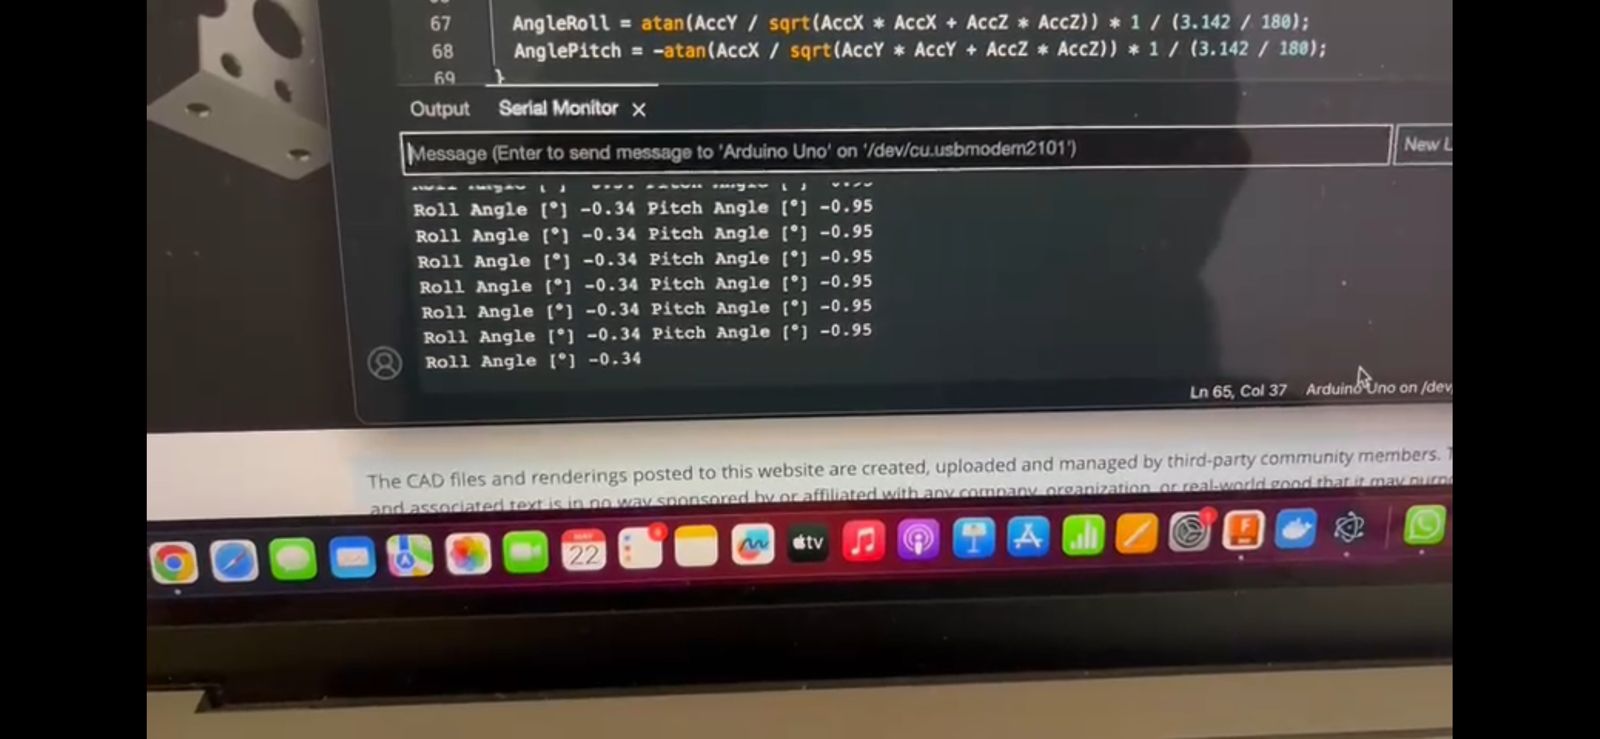 67 AngleRoll = atan(AccY / sqrt(AccX * AccX + AccZ * AccZ)) * 1 / (3.142 / 180);
68 AnglePitch = -atan(AccX / sqrt(AccY * AccY + AccZ * AccZ)) * 1 / (3.142 / 180);
69 }
Output Serial Monitor X
Message (Enter to send message to 'Arduino Uno' on '/dev/cu.usbmodem2101') New L
Roll Angle [°] -0.34 Pitch Angle [°] -0.95
Roll Angle [°] -0.34 Pitch Angle [°] -0.95
Roll Angle [°] -0.34 Pitch Angle [°] -0.95
Roll Angle [°] -0.34 Pitch Angle [°] -0.95
Roll Angle [°] -0.34 Pitch Angle [°] -0.95
Roll Angle [°] -0.34 Pitch Angle [°] -0.95
Roll Angle [°] -0.34
Ln 65, Col 37 Arduino Uno on /dev
The CAD files and renderings posted to this website are created, uploaded and managed by third-party community members.
and associated text is in no way sponsored by or affiliated with any company, organization, or real-world good that it may
MAY
22
tv
F